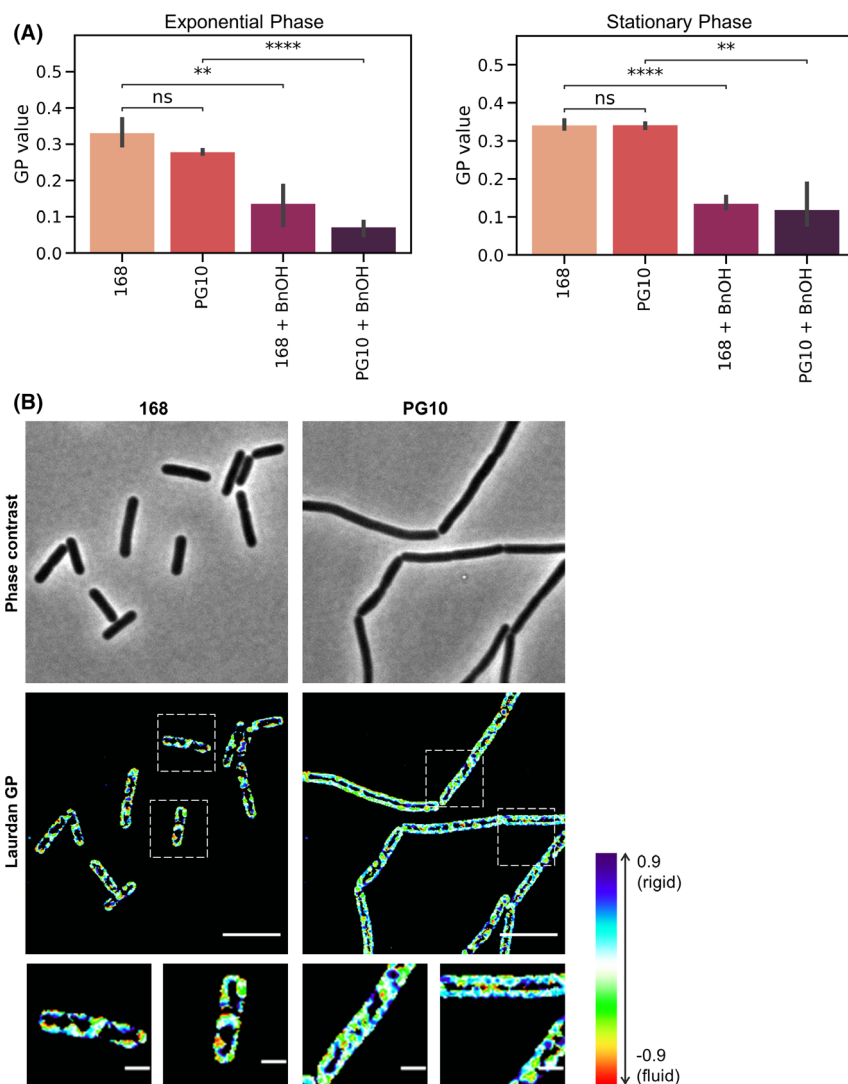 (A)
Exponential Phase
GP value
0.5
0.4
0.3
0.2
0.1
0.0
****
**
ns
168
PG10
168 + BnOH
PG10 + BnOH
Stationary Phase
GP value
0.5
0.4
0.3
0.2
0.1
0.0
**
****
ns
168
PG10
168 + BnOH
PG10 + BnOH
(B)
168
PG10
Phase contrast
Laurdan GP
0.9
(rigid)
-0.9
(fluid)